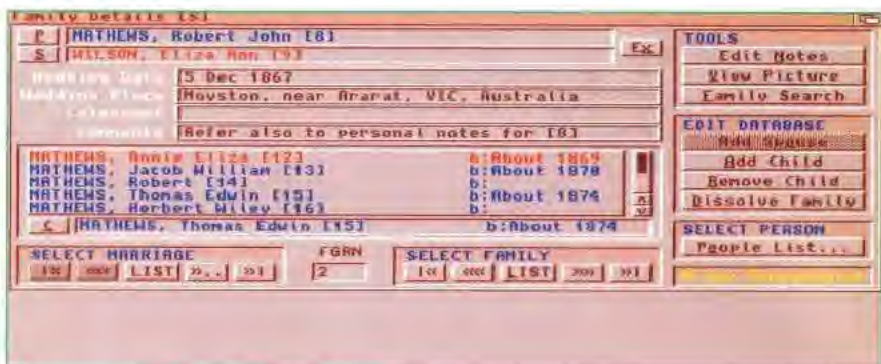 Family Details [5]
P MATHEWS, Robert John [8]
S WILSON, Eliza Ann [9]
Ex
Wedding Date 5 Dec 1867
Wedding Place Moyston, near Ararat, VIC, Australia
Celebrant
Comments Refer also to personal notes for [8]
MATHEWS, Annie Eliza [12] b:About 1869
MATHEWS, Jacob William [13] b:About 1870
MATHEWS, Robert [14] b:
MATHEWS, Thomas Edwin [15] b:About 1874
MATHEWS, Herbert Wiley [16] b:
C MATHEWS, Thomas Edwin [15] b:About 1874
SELECT MARRIAGE
|« ««« LIST »..| »»|
FGRN
2
SELECT FAMILY
|« ««« LIST »»» »»|
TOOLS
Edit Notes
View Picture
Family Search
EDIT DATABASE
Add Spouse
Add Child
Remove Child
Dissolve Family
SELECT PERSON
People List...